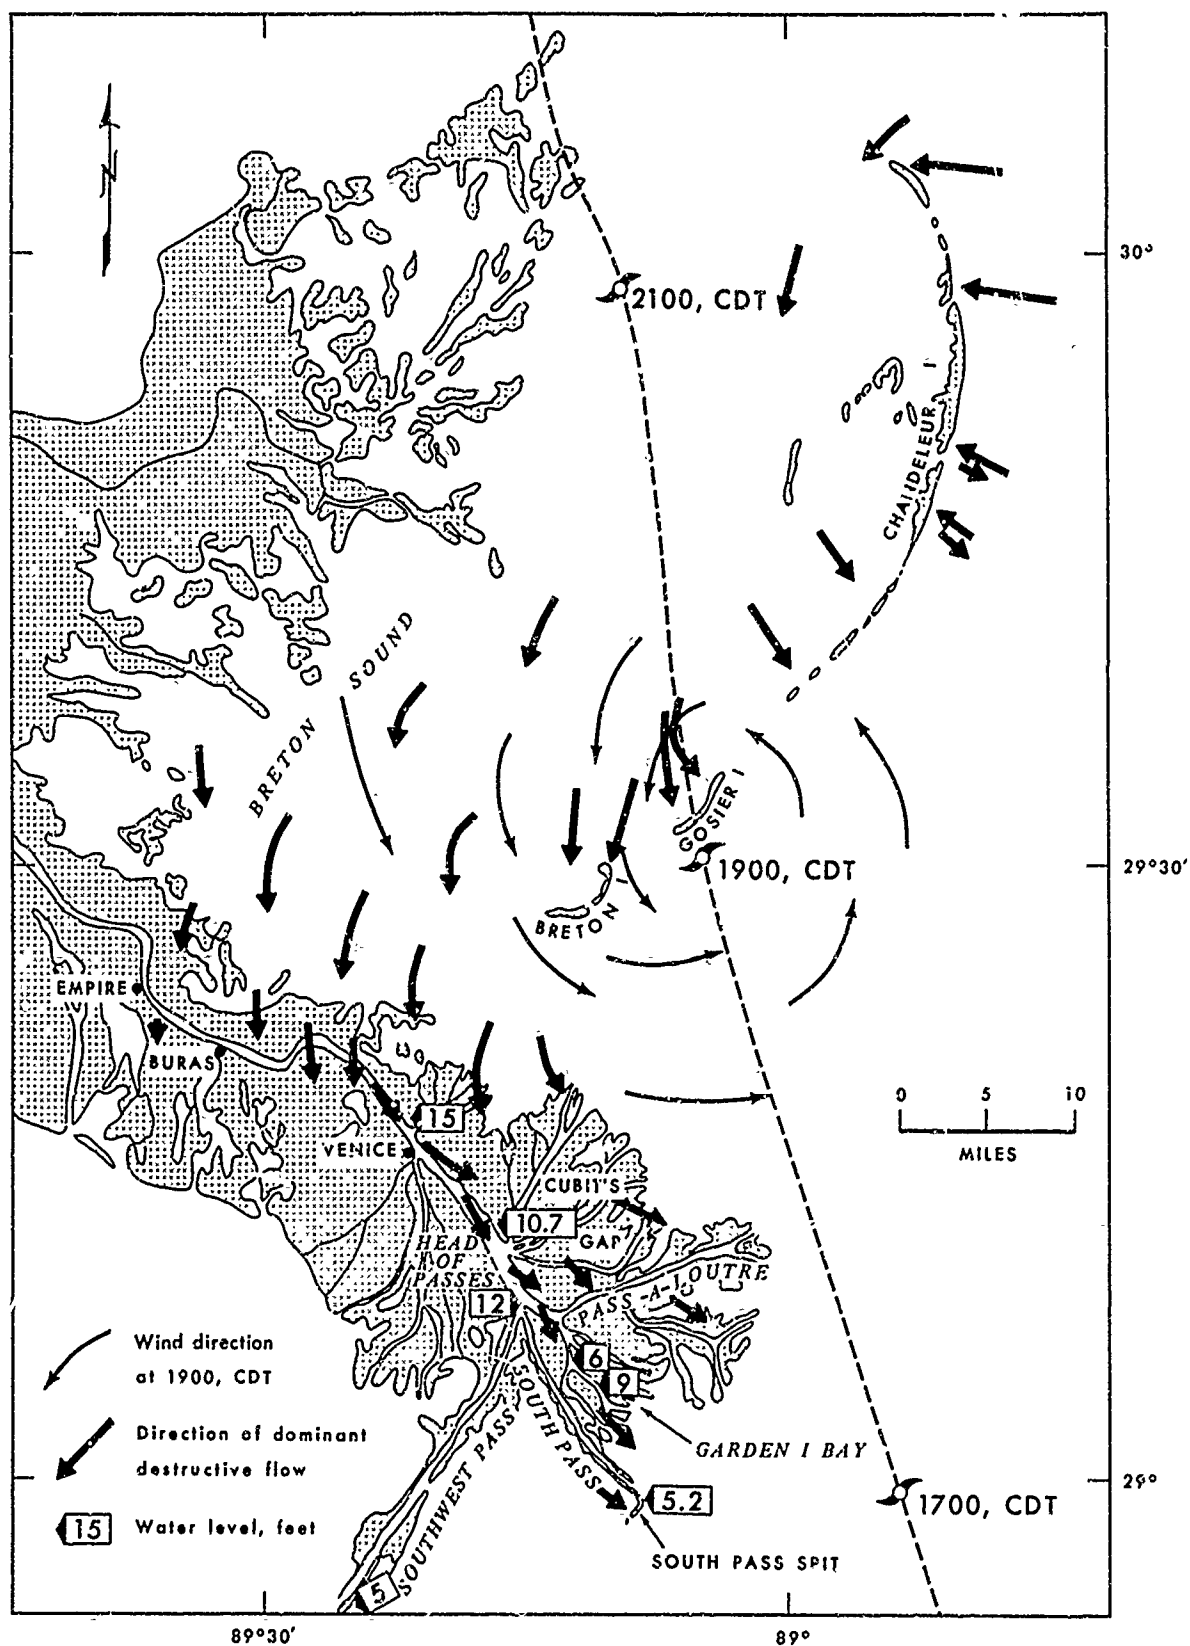 N
30°
2100, CDT
CHANDELEUR I
BRETON SOUND
GOSIER I
1900, CDT
29°30'
BRETON I
EMPIRE
BURAS
0 5 10
MILES
15
VENICE
CUBIT'S
GAP
10.7
HEAD
OF
PASSES
PASS-A-LOUTRE
12
6
9
Wind direction
at 1900, CDT
Direction of dominant
destructive flow
15 Water level, feet
SOUTHWEST PASS
SOUTH PASS
GARDEN I BAY
29°
5.2
1700, CDT
SOUTH PASS SPIT
5
89°30'
89°